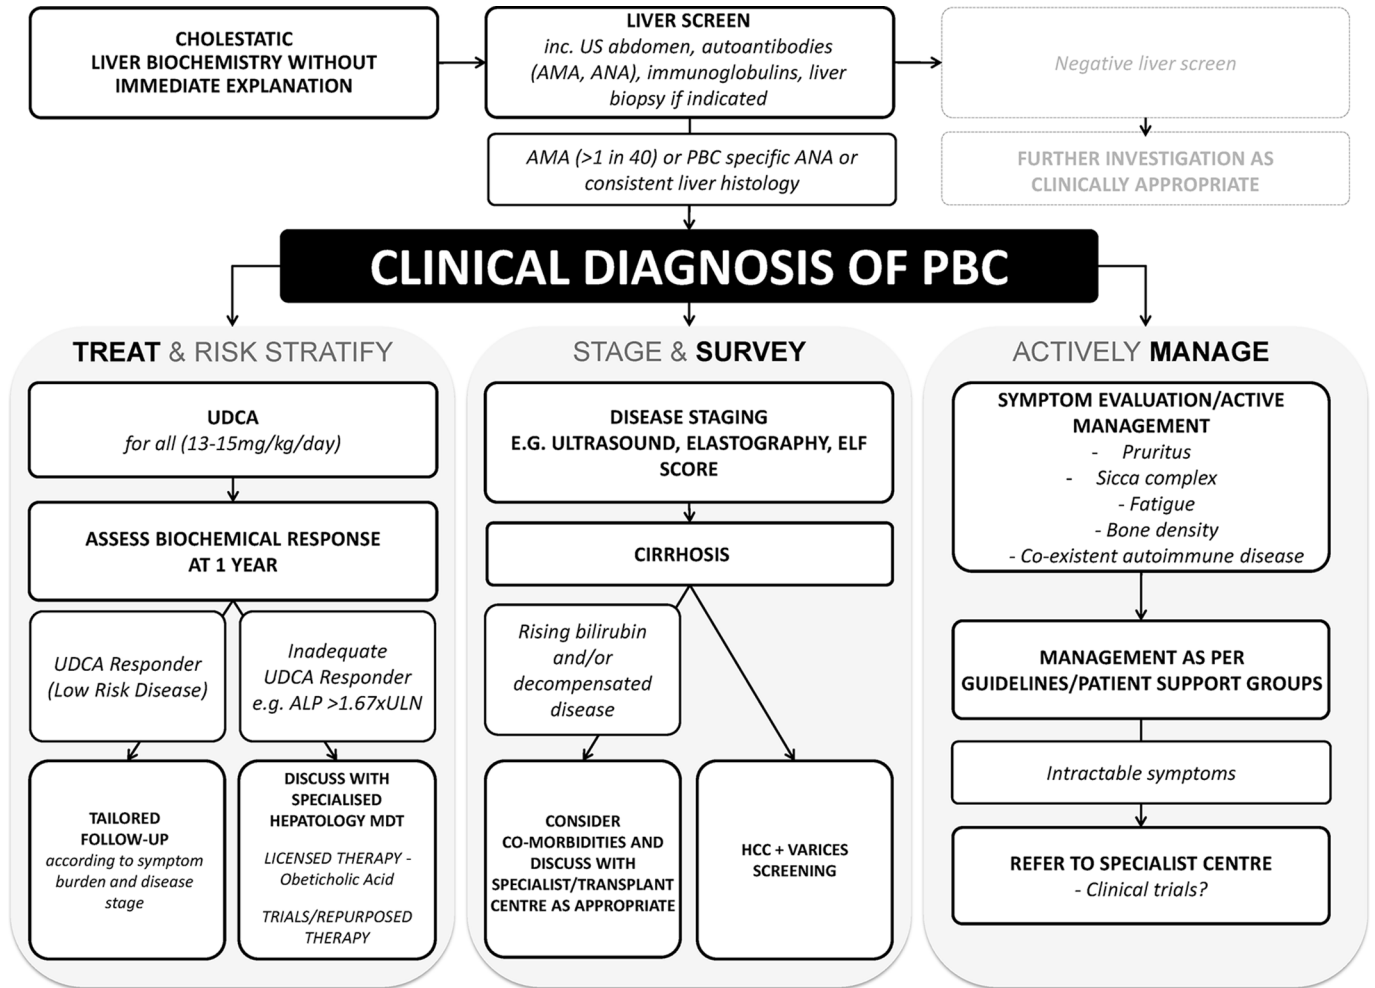 CHOLESTATIC
LIVER BIOCHEMISTRY WITHOUT
IMMEDIATE EXPLANATION
LIVER SCREEN
inc. US abdomen, autoantibodies
(AMA, ANA), immunoglobulins, liver
biopsy if indicated
Negative liver screen
AMA (>1 in 40) or PBC specific ANA or
consistent liver histology
FURTHER INVESTIGATION AS
CLINICALLY APPROPRIATE
CLINICAL DIAGNOSIS OF PBC
TREAT & RISK STRATIFY
UDCA
for all (13-15mg/kg/day)
ASSESS BIOCHEMICAL RESPONSE
AT 1 YEAR
UDCA Responder
(Low Risk Disease)
Inadequate
UDCA Responder
e.g. ALP >1.67xULN
TAILORED
FOLLOW-UP
according to symptom
burden and disease
stage
DISCUSS WITH
SPECIALISED
HEPATOLOGY MDT
LICENSED THERAPY -
Obeticholic Acid
TRIALS/REPURPOSED
THERAPY
STAGE & SURVEY
DISEASE STAGING
E.G. ULTRASOUND, ELASTOGRAPHY, ELF
SCORE
CIRRHOSIS
Rising bilirubin
and/or
decompensated
disease
CONSIDER
CO-MORBIDITIES AND
DISCUSS WITH
SPECIALIST/TRANSPLANT
CENTRE AS APPROPRIATE
HCC + VARICES
SCREENING
ACTIVELY MANAGE
SYMPTOM EVALUATION/ACTIVE
MANAGEMENT
- Pruritus
- Sicca complex
- Fatigue
- Bone density
- Co-existent autoimmune disease
MANAGEMENT AS PER
GUIDELINES/PATIENT SUPPORT GROUPS
Intractable symptoms
REFER TO SPECIALIST CENTRE
- Clinical trials?